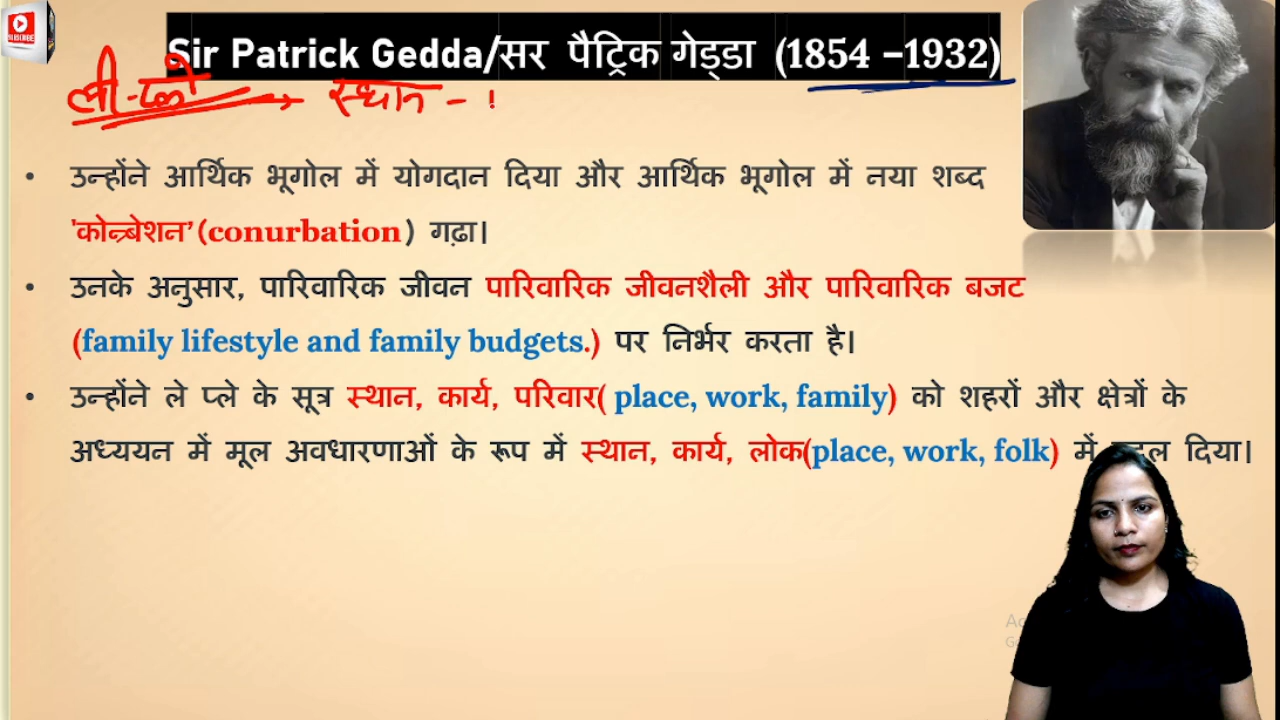 SUBSCRIBE
Sir Patrick Gedda/सर पैट्रिक गेड्डा (1854 –1932)
ली-प्ले → स्थान - !
• उन्होंने आर्थिक भूगोल में योगदान दिया और आर्थिक भूगोल में नया शब्द
'कोन्र्बेशन’(conurbation) गढ़ा।
• उनके अनुसार, पारिवारिक जीवन पारिवारिक जीवनशैली और पारिवारिक बजट
(family lifestyle and family budgets.) पर निर्भर करता है।
• उन्होंने ले प्ले के सूत्र स्थान, कार्य, परिवार( place, work, family) को शहरों और क्षेत्रों के
अध्ययन में मूल अवधारणाओं के रूप में स्थान, कार्य, लोक(place, work, folk) में दिया।